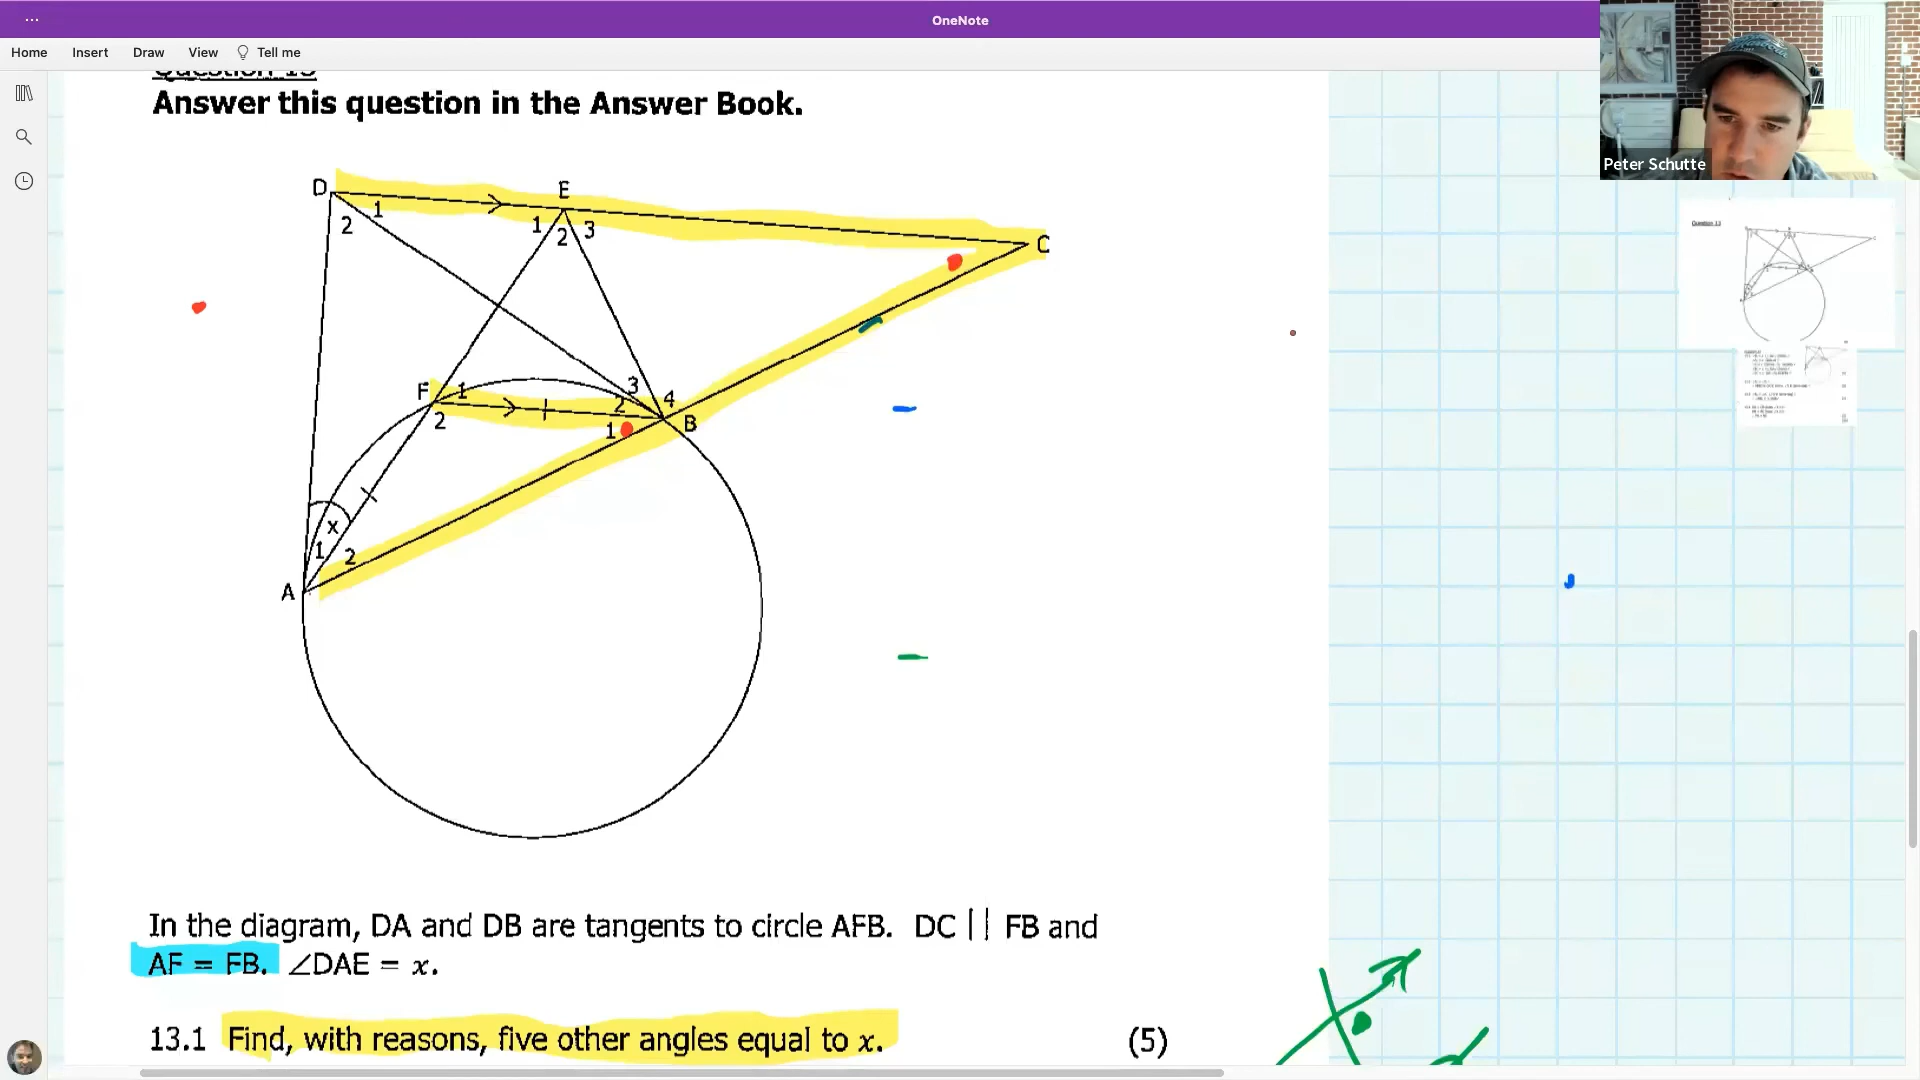 OneNote
Home Insert Draw View Tell me
Peter Schutte
Question 13
Answer this question in the Answer Book.
D
1
2
E
1
2
3
C
F
1
2
3
2
4
1
B
x
1
2
A
In the diagram, DA and DB are tangents to circle AFB. DC || FB and
AF = FB. ∠DAE = x.
13.1 Find, with reasons, five other angles equal to x. (5)